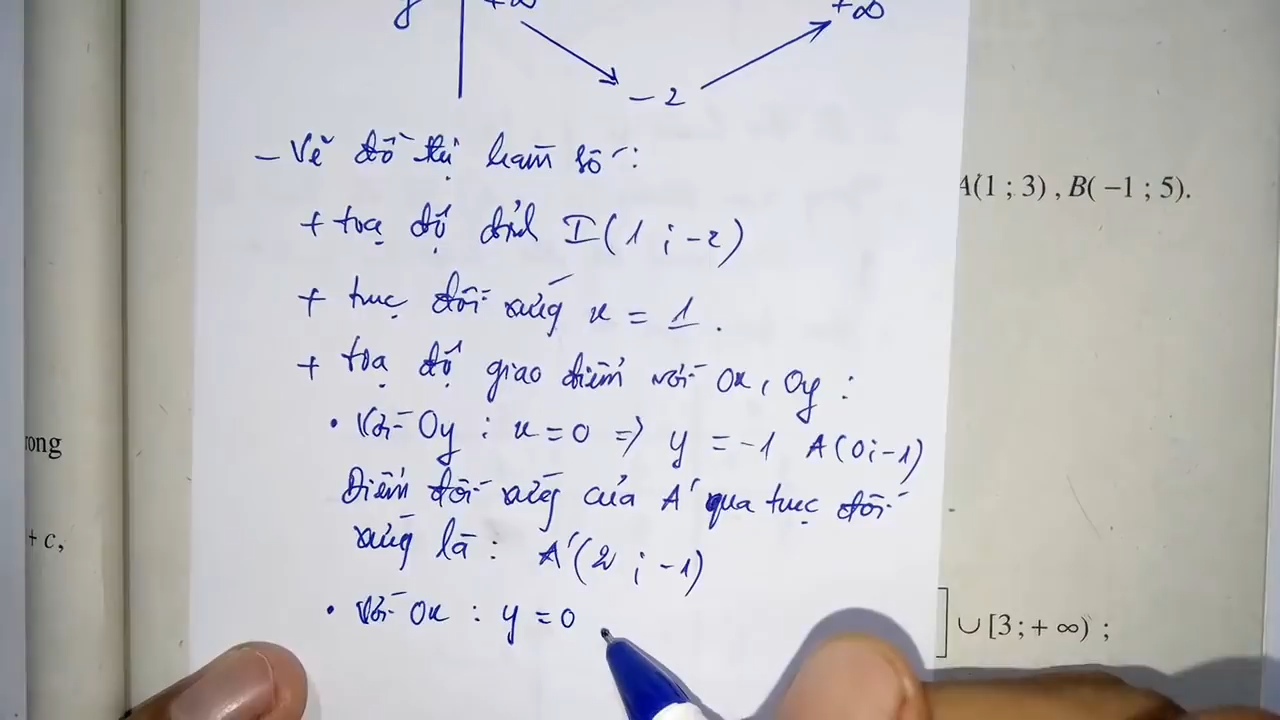 y +∞ +∞
-2
- Vẽ đồ thị hàm số:
+ toạ độ đỉnh I(1; -2)
+ trục đối xứng x = 1.
+ toạ độ giao điểm với Ox, Oy:
• Với Oy: x = 0 => y = -1 A(0; -1)
Điểm đối xứng của A qua trục đối
xứng là: A'(2; -1)
• Với Ox: y = 0
A(1 ; 3) , B( −1 ; 5).
rong
+ c,
] ∪ [3 ; + ∞) ;